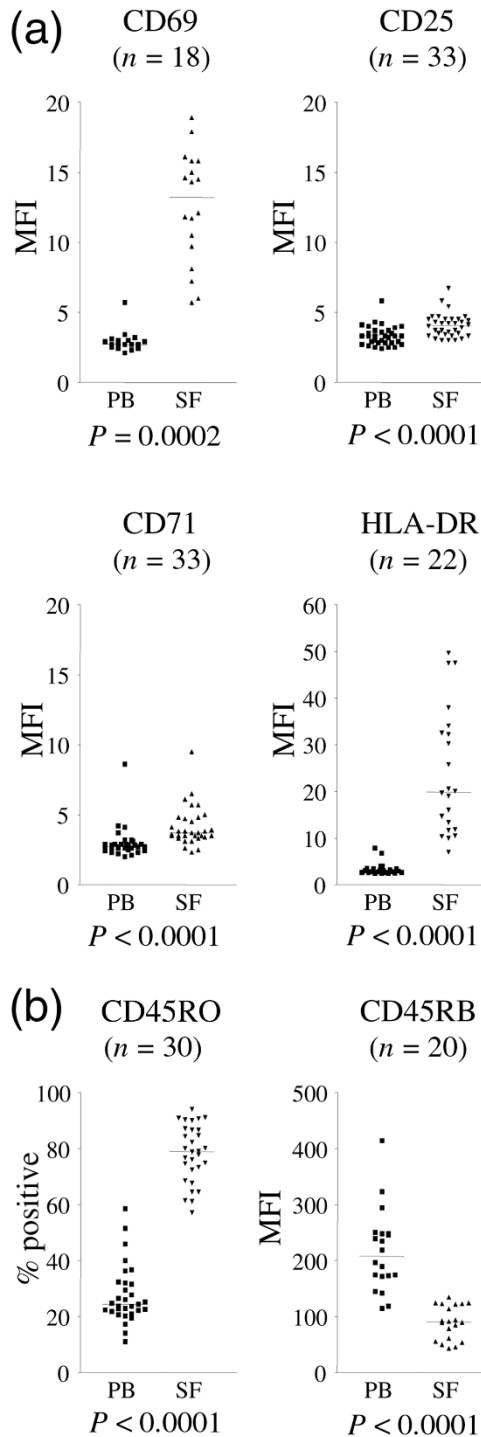 (a)
CD69
(n = 18)
20
15
10
5
0
MFI
PB SF
P = 0.0002
CD25
(n = 33)
20
15
10
5
0
MFI
PB SF
P < 0.0001
CD71
(n = 33)
20
15
10
5
0
MFI
PB SF
P < 0.0001
HLA-DR
(n = 22)
60
50
40
30
20
10
0
MFI
PB SF
P < 0.0001
(b)
CD45RO
(n = 30)
100
80
60
40
20
0
% positive
PB SF
P < 0.0001
CD45RB
(n = 20)
500
400
300
200
100
0
MFI
PB SF
P < 0.0001